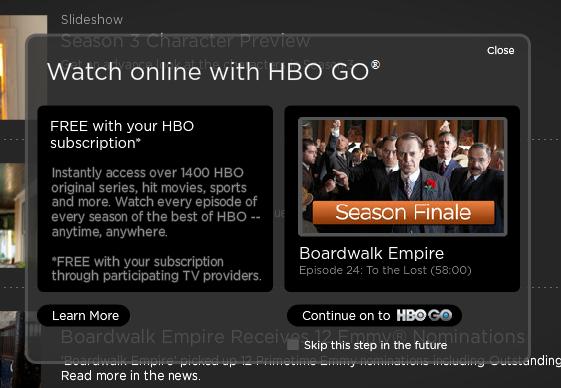 Slideshow
Season 3 Character Preview
Close
Watch online with HBO GO®
FREE with your HBO
subscription*
Instantly access over 1400 HBO
original series, hit movies, sports
and more. Watch every episode of
every season of the best of HBO --
anytime, anywhere.
*FREE with your subscription
through participating TV providers.
Season Finale
Boardwalk Empire
Episode 24: To the Lost (58:00)
Learn More
Continue on to HBO GO
Boardwalk Empire Receives 12 Emmy® Nominations
Skip this step in the future
'Boardwalk Empire' picked up 12 Primetime Emmy nominations including Outstanding
Read more in the news.